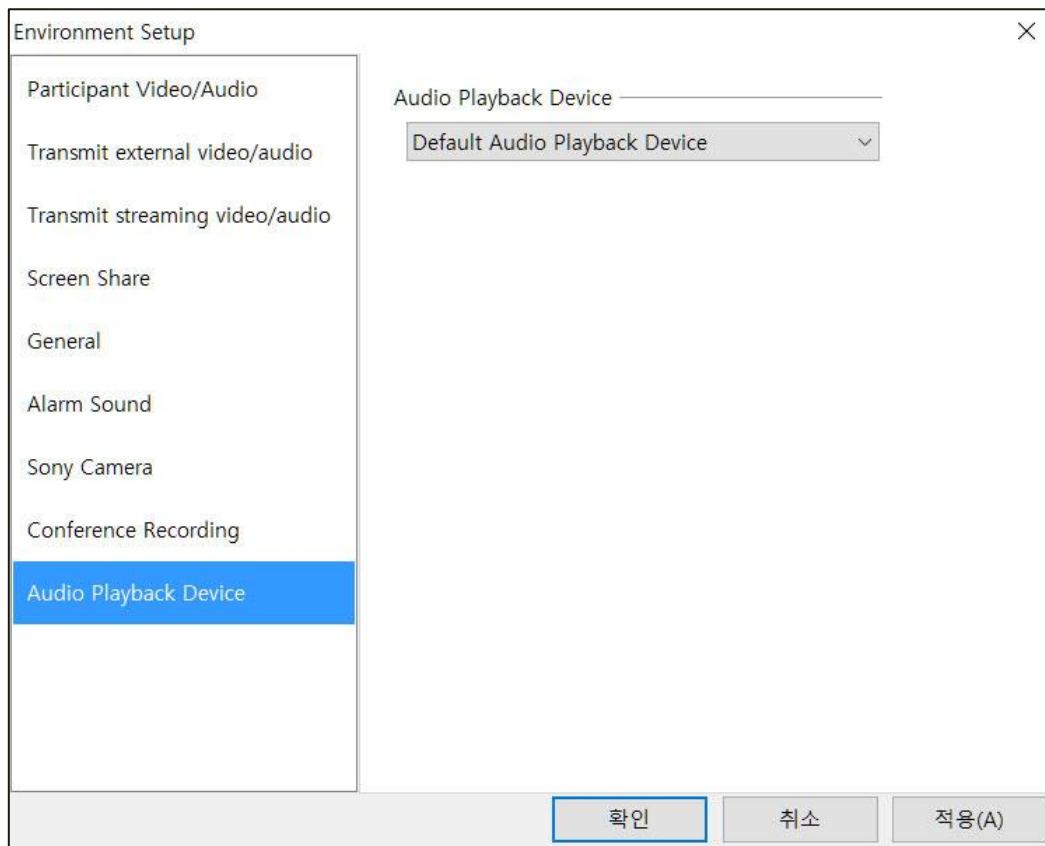 Environment Setup
Participant Video/Audio
Transmit external video/audio
Transmit streaming video/audio
Screen Share
General
Alarm Sound
Sony Camera
Conference Recording
Audio Playback Device
Audio Playback Device
Default Audio Playback Device
확인
취소
적용(A)